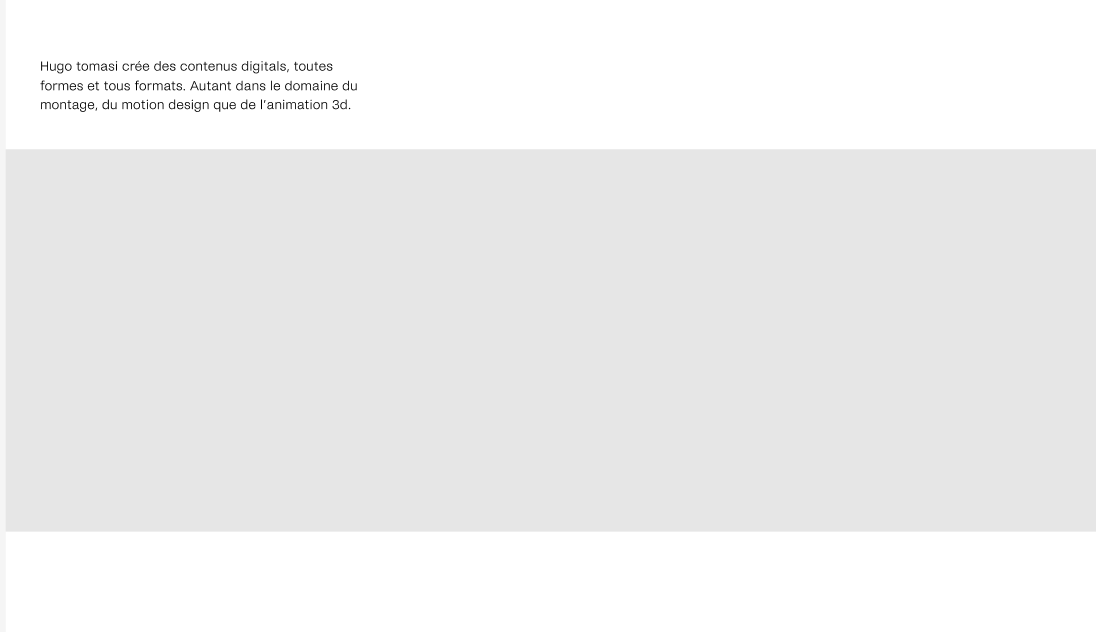 Hugo tomasi crée des contenus digitals, toutes
formes et tous formats. Autant dans le domaine du
montage, du motion design que de l’animation 3d.